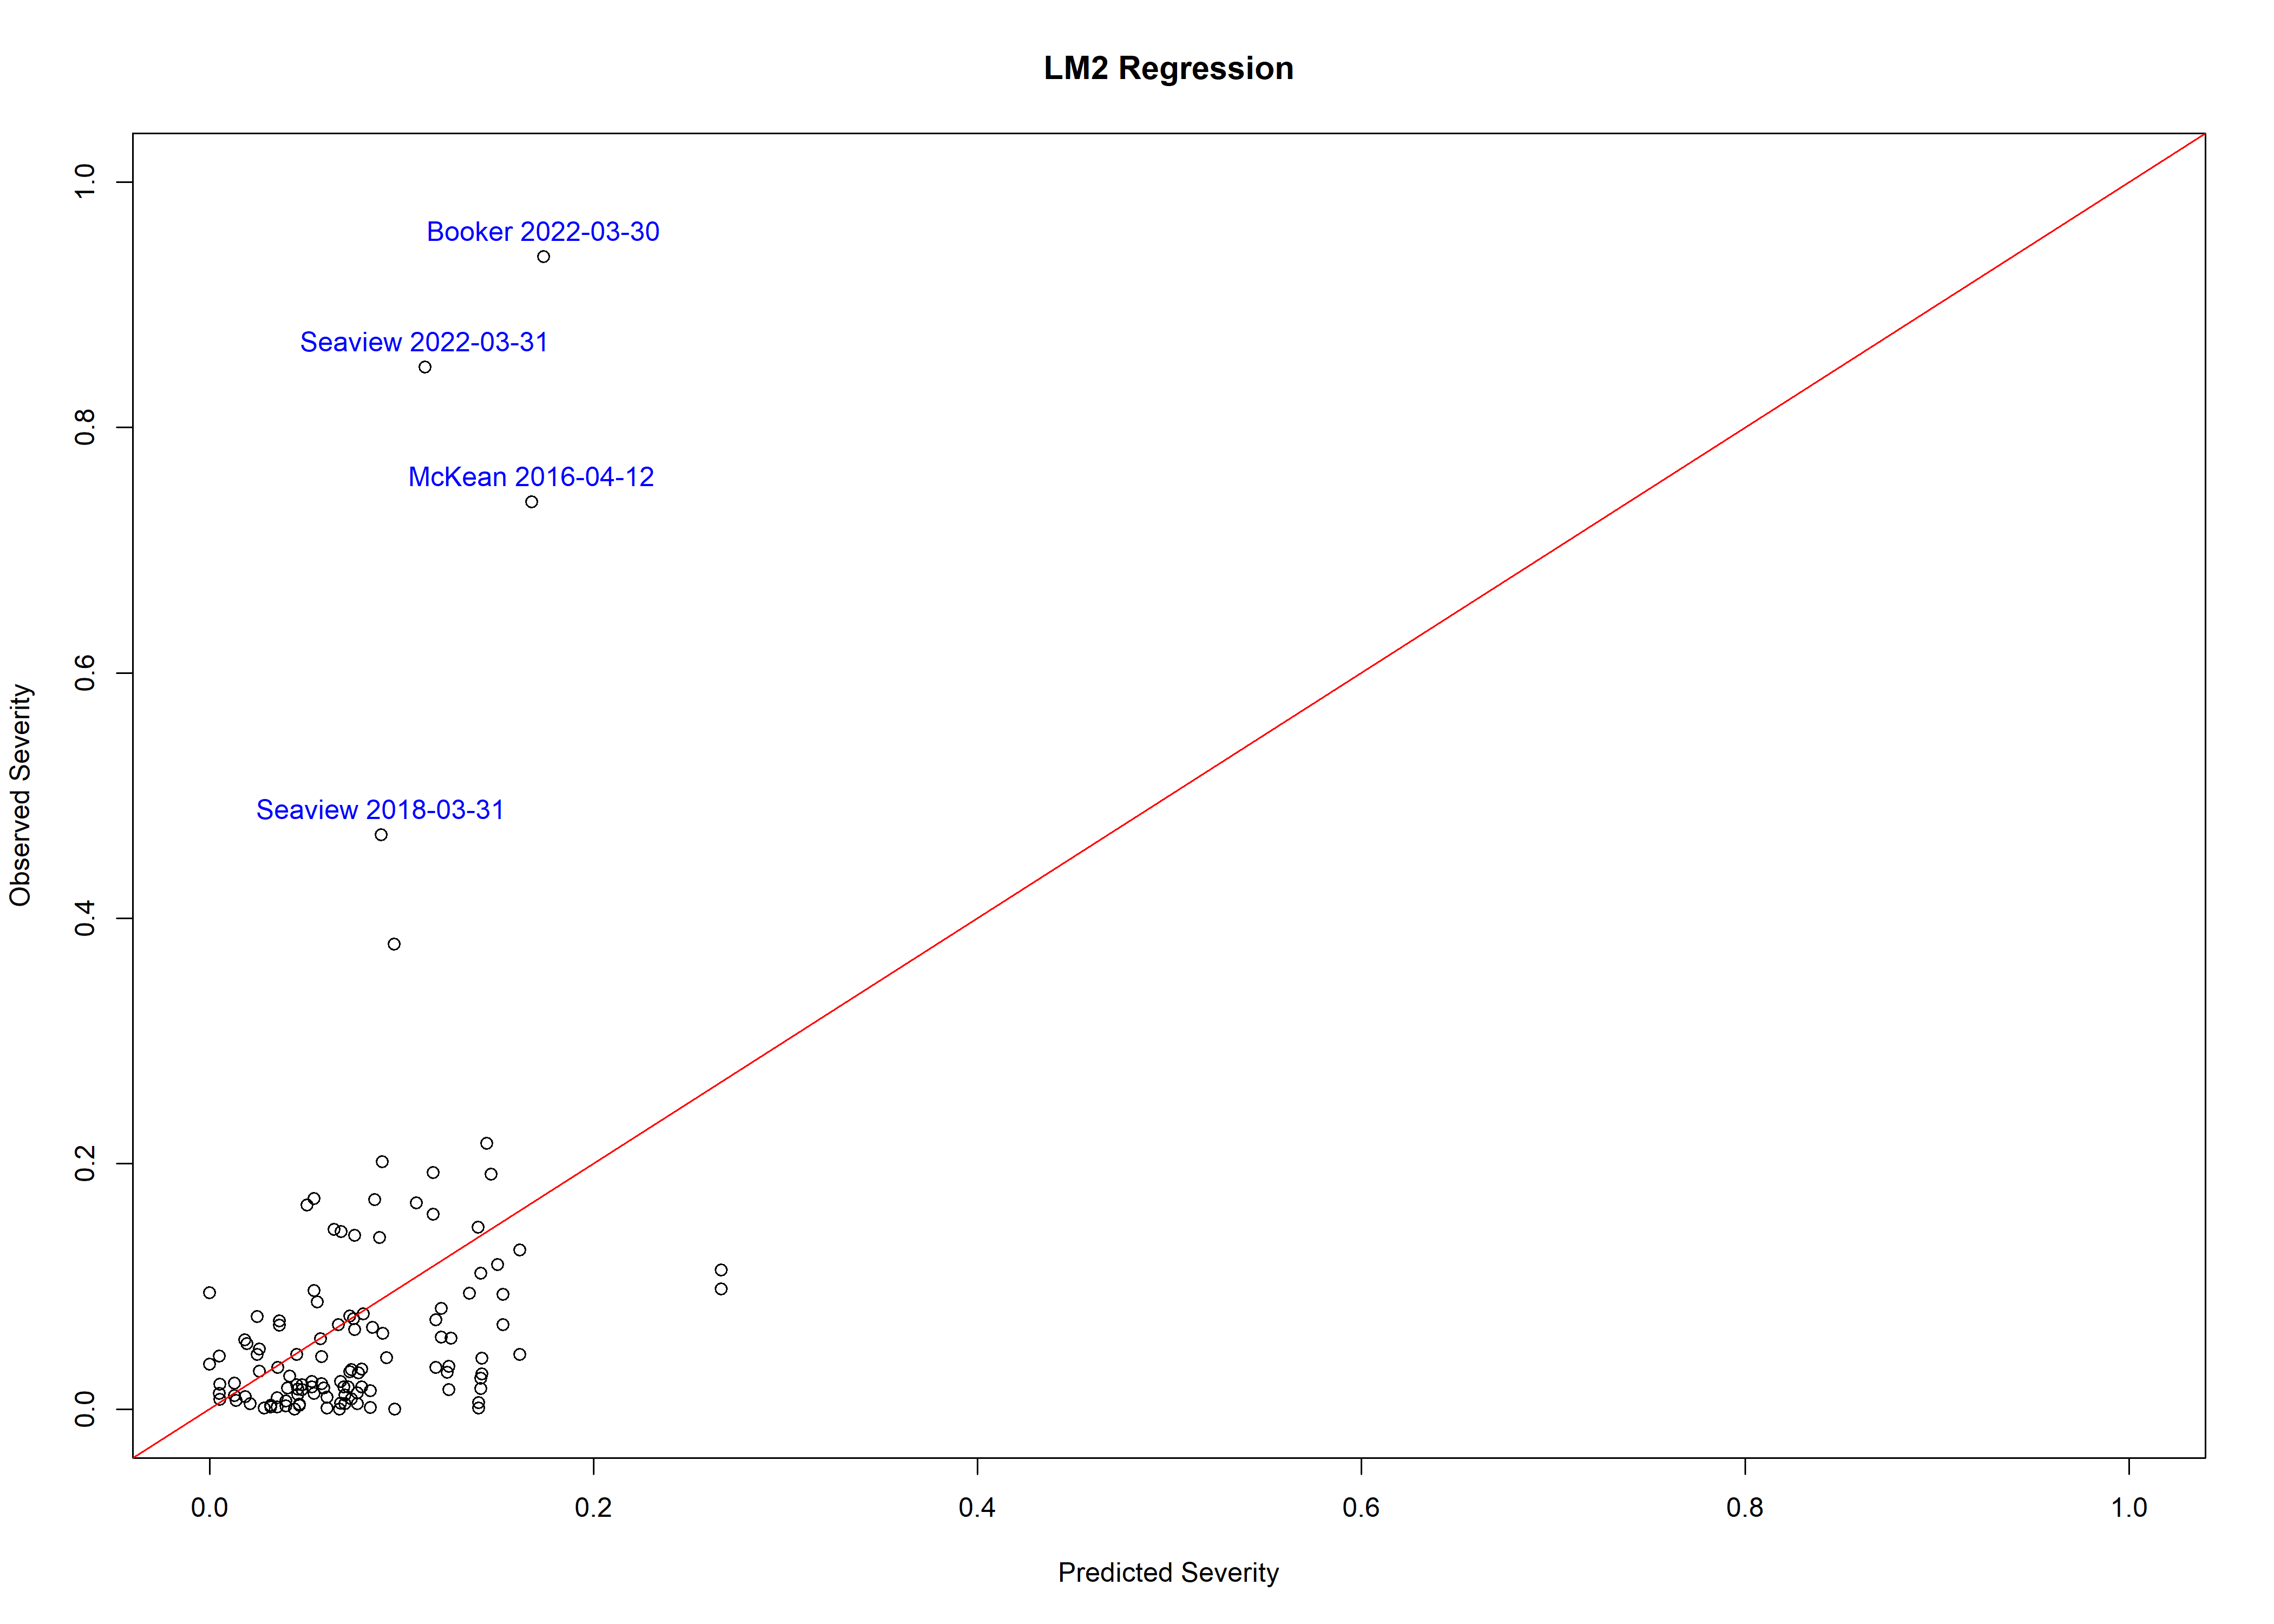 LM2 Regression
1.0
0.8
0.6
0.4
0.2
0.0
Observed Severity
Booker 2022-03-30
Seaview 2022-03-31
McKean 2016-04-12
Seaview 2018-03-31
0.0 0.2 0.4 0.6 0.8 1.0
Predicted Severity